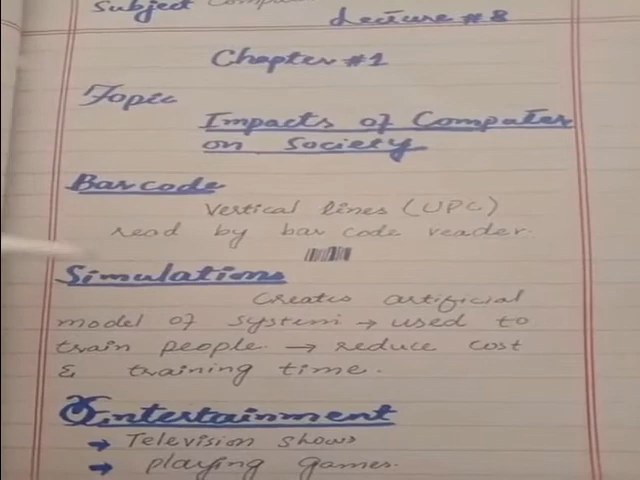 Subject Compu
Lecture # 8
Chapter # 1
Topic
Impacts of Computer
on Society
Bar code
Vertical lines (UPC)
read by bar code reader.
Simulations
Creates artificial
model of system → used to
train people. → reduce cost
& training time.
Entertainment
→ Television shows
→ playing games.